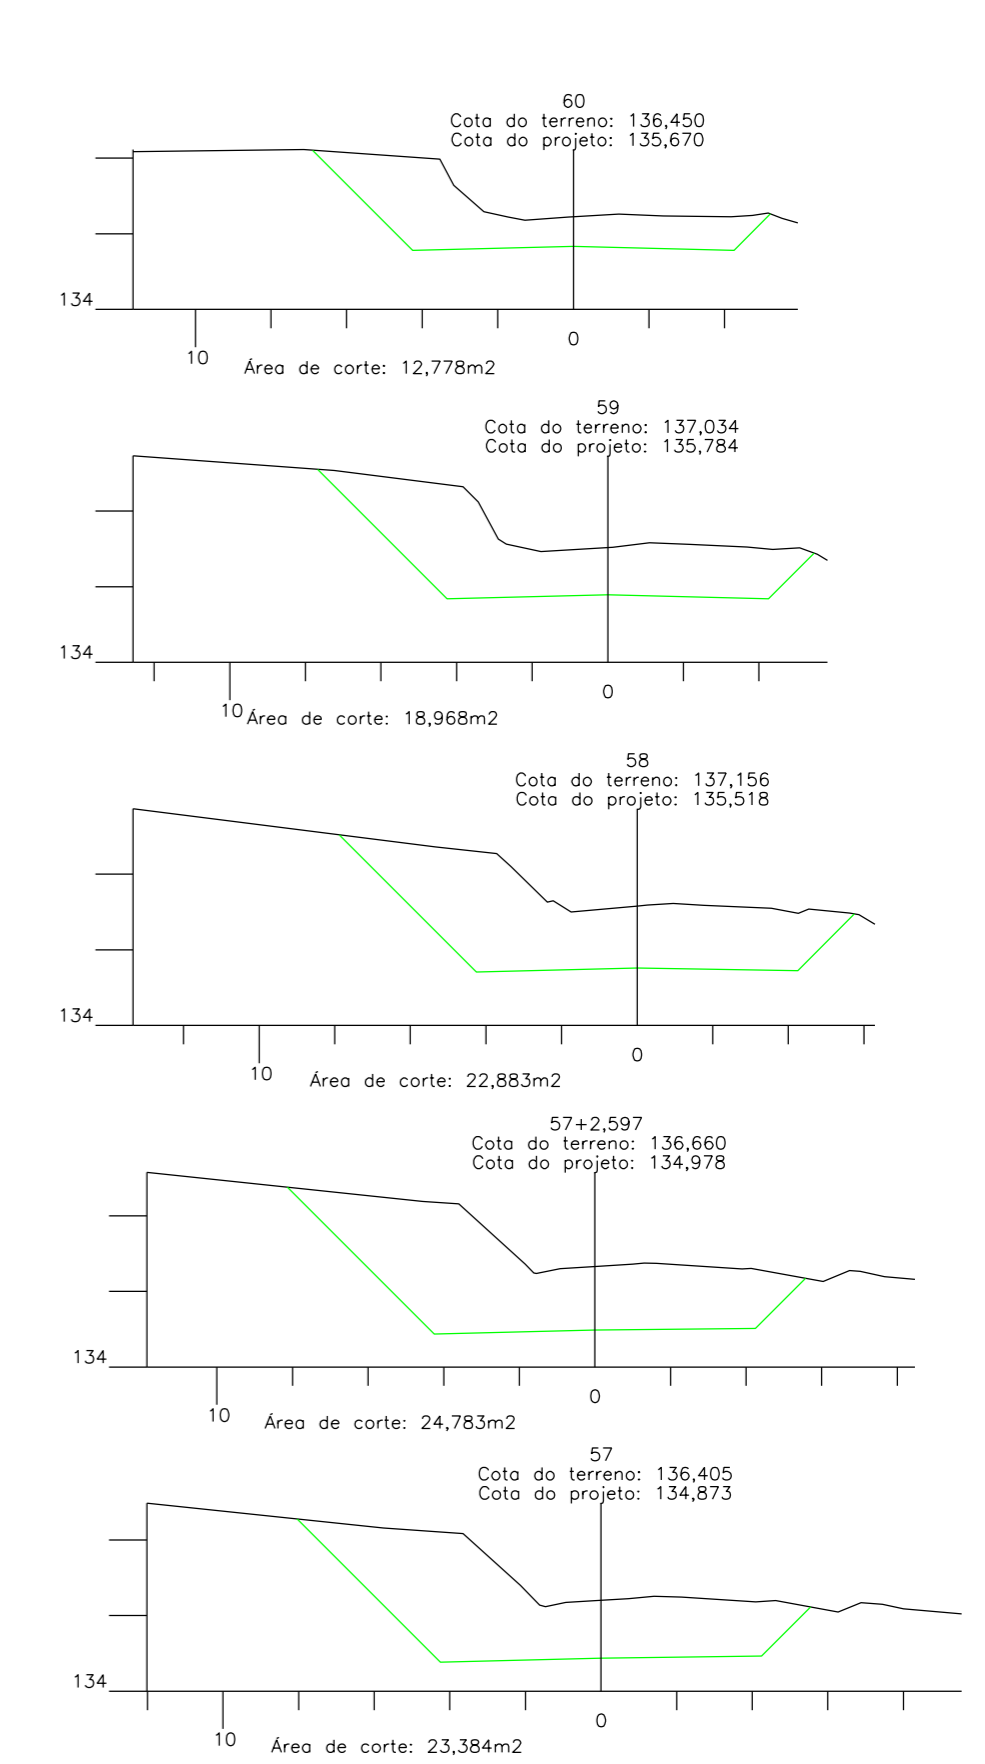 60
Cota do terreno: 136,450
Cota do projeto: 135,670
134
0
10
Área de corte: 12,778m2
59
Cota do terreno: 137,034
Cota do projeto: 135,784
134
0
10
Área de corte: 18,968m2
58
Cota do terreno: 137,156
Cota do projeto: 135,518
134
0
10
Área de corte: 22,883m2
57+2,597
Cota do terreno: 136,660
Cota do projeto: 134,978
134
0
10
Área de corte: 24,783m2
57
Cota do terreno: 136,405
Cota do projeto: 134,873
134
0
10
Área de corte: 23,384m2